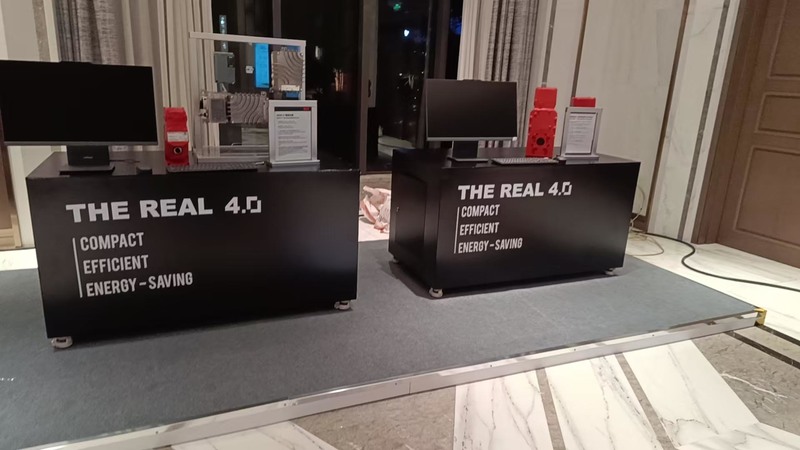 THE REAL 4.0
COMPACT
EFFICIENT
ENERGY-SAVING
THE REAL 4.0
COMPACT
EFFICIENT
ENERGY-SAVING